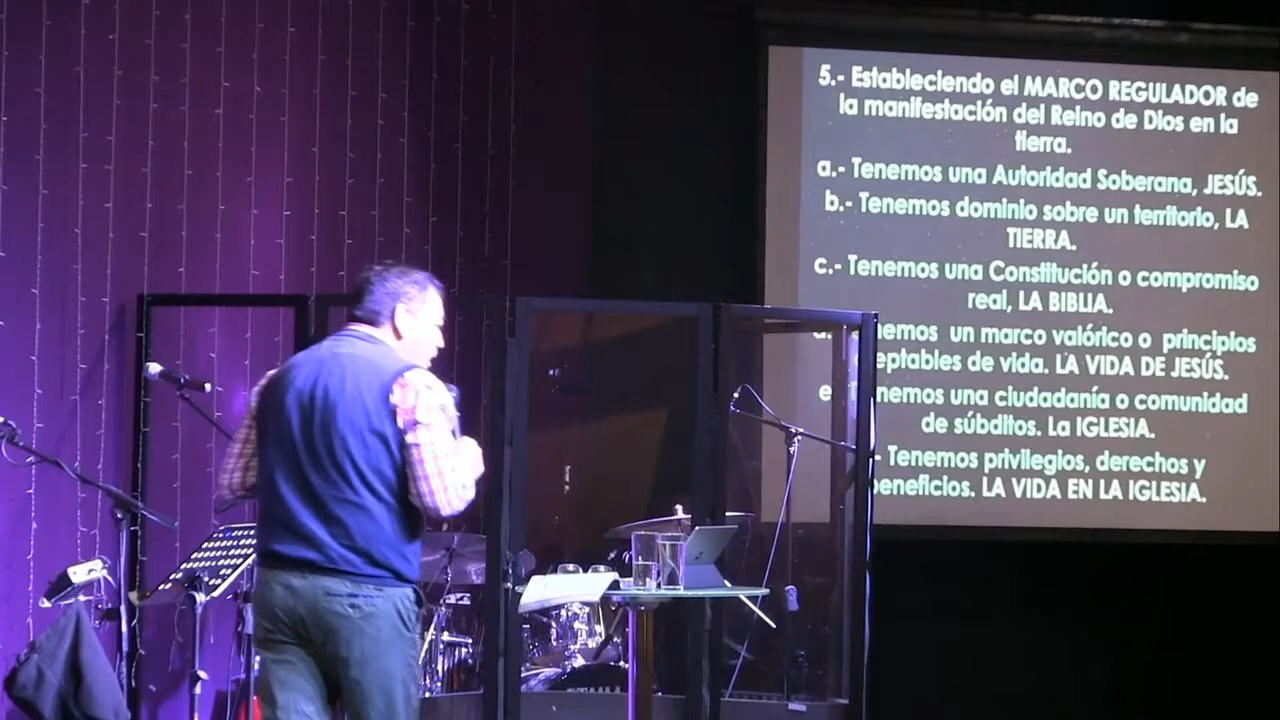 5.- Estableciendo el MARCO REGULADOR de
la manifestación del Reino de Dios en la
tierra.
a.- Tenemos una Autoridad Soberana, JESÚS.
b.- Tenemos dominio sobre un territorio, LA
TIERRA.
c.- Tenemos una Constitución o compromiso
real, LA BIBLIA.
un marco valórico o principios
de vida. LA VIDA DE JESÚS.
una ciudadanía o comunidad
de súbditos. La IGLESIA.
- Tenemos privilegios, derechos y
beneficios. LA VIDA EN LA IGLESIA.